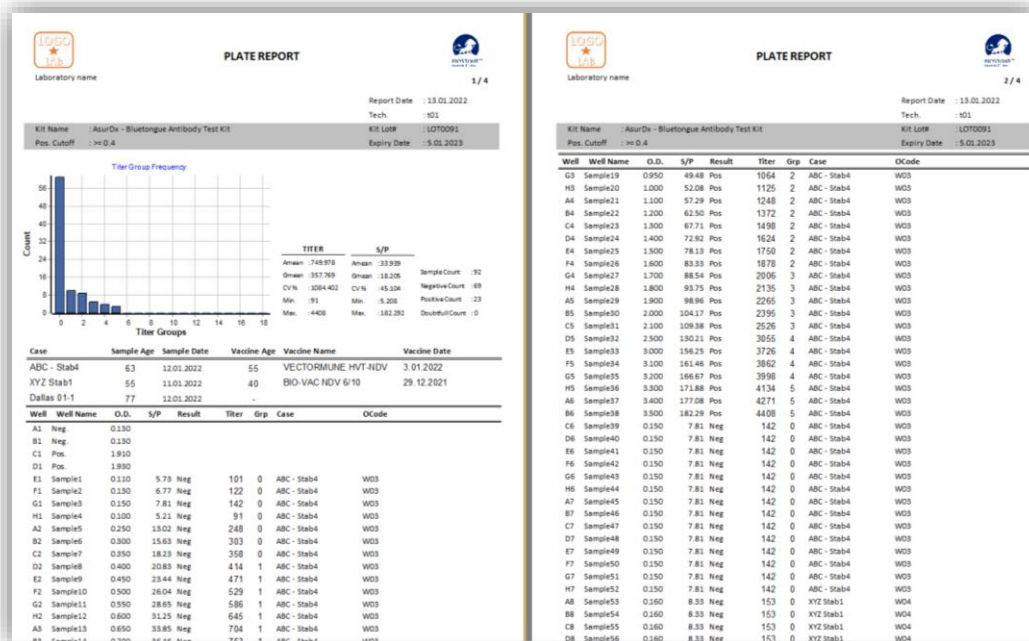 LOGO
LAB
PLATE REPORT
Laboratory name
1 / 4
Report Date : 13.01.2022
Tech. : t01
Kit Name : AsurDx - Bluetongue Antibody Test Kit Kit Lot# : LOT0091
Pos. Cutoff : >= 0.4 Expiry Date : 5.01.2023
Titer Group Frequency
Count
56
48
40
32
24
16
8
0
0 2 4 6 8 10 12 14 16 18
Titer Groups
TITER S/P
Amean :749.978 Amean :33.939
Gmean :357.769 Gmean :18.205
CV % :1084.402 CV % :45.104
Min. :91 Min. :5.208
Max. :4408 Max. :182.292
Sample Count :92
Negative Count :69
Positive Count :23
Doubtfull Count :0
Case Sample Age Sample Date Vaccine Age Vaccine Name Vaccine Date
ABC - Stab4 63 12.01.2022 55 VECTORMUNE HVT-NDV 3.01.2022
XYZ Stab1 55 11.01.2022 40 BIO-VAC NDV 6/10 29.12.2021
Dallas 01-1 77 12.01.2022 -
Well Well Name O.D. S/P Result Titer Grp Case OCode
A1 Neg. 0.130
B1 Neg. 0.130
C1 Pos. 1.910
D1 Pos. 1.930
E1 Sample1 0.110 5.73 Neg 101 0 ABC - Stab4 W03
F1 Sample2 0.130 6.77 Neg 122 0 ABC - Stab4 W03
G1 Sample3 0.150 7.81 Neg 142 0 ABC - Stab4 W03
H1 Sample4 0.100 5.21 Neg 91 0 ABC - Stab4 W03
A2 Sample5 0.250 13.02 Neg 248 0 ABC - Stab4 W03
B2 Sample6 0.300 15.63 Neg 303 0 ABC - Stab4 W03
C2 Sample7 0.350 18.23 Neg 358 0 ABC - Stab4 W03
D2 Sample8 0.400 20.83 Neg 414 1 ABC - Stab4 W03
E2 Sample9 0.450 23.44 Neg 471 1 ABC - Stab4 W03
F2 Sample10 0.500 26.04 Neg 529 1 ABC - Stab4 W03
G2 Sample11 0.550 28.65 Neg 586 1 ABC - Stab4 W03
H2 Sample12 0.600 31.25 Neg 645 1 ABC - Stab4 W03
A3 Sample13 0.650 33.85 Neg 704 1 ABC - Stab4 W03
LOGO
LAB
PLATE REPORT
Laboratory name
2 / 4
Report Date : 13.01.2022
Tech. : t01
Kit Name : AsurDx - Bluetongue Antibody Test Kit Kit Lot# : LOT0091
Pos. Cutoff : >= 0.4 Expiry Date : 5.01.2023
Well Well Name O.D. S/P Result Titer Grp Case OCode
G3 Sample19 0.950 49.48 Pos 1064 2 ABC - Stab4 W03
H3 Sample20 1.000 52.08 Pos 1125 2 ABC - Stab4 W03
A4 Sample21 1.100 57.29 Pos 1248 2 ABC - Stab4 W03
B4 Sample22 1.200 62.50 Pos 1372 2 ABC - Stab4 W03
C4 Sample23 1.300 67.71 Pos 1498 2 ABC - Stab4 W03
D4 Sample24 1.400 72.92 Pos 1624 2 ABC - Stab4 W03
E4 Sample25 1.500 78.13 Pos 1750 2 ABC - Stab4 W03
F4 Sample26 1.600 83.33 Pos 1878 2 ABC - Stab4 W03
G4 Sample27 1.700 88.54 Pos 2006 3 ABC - Stab4 W03
H4 Sample28 1.800 93.75 Pos 2135 3 ABC - Stab4 W03
A5 Sample29 1.900 98.96 Pos 2265 3 ABC - Stab4 W03
B5 Sample30 2.000 104.17 Pos 2395 3 ABC - Stab4 W03
C5 Sample31 2.100 109.38 Pos 2526 3 ABC - Stab4 W03
D5 Sample32 2.500 130.21 Pos 3055 4 ABC - Stab4 W03
E5 Sample33 3.000 156.25 Pos 3726 4 ABC - Stab4 W03
F5 Sample34 3.100 161.46 Pos 3862 4 ABC - Stab4 W03
G5 Sample35 3.200 166.67 Pos 3998 4 ABC - Stab4 W03
H5 Sample36 3.300 171.88 Pos 4134 5 ABC - Stab4 W03
A6 Sample37 3.400 177.08 Pos 4271 5 ABC - Stab4 W03
B6 Sample38 3.500 182.29 Pos 4408 5 ABC - Stab4 W03
C6 Sample39 0.150 7.81 Neg 142 0 ABC - Stab4 W03
D6 Sample40 0.150 7.81 Neg 142 0 ABC - Stab4 W03
E6 Sample41 0.150 7.81 Neg 142 0 ABC - Stab4 W03
F6 Sample42 0.150 7.81 Neg 142 0 ABC - Stab4 W03
G6 Sample43 0.150 7.81 Neg 142 0 ABC - Stab4 W03
H6 Sample44 0.150 7.81 Neg 142 0 ABC - Stab4 W03
A7 Sample45 0.150 7.81 Neg 142 0 ABC - Stab4 W03
B7 Sample46 0.150 7.81 Neg 142 0 ABC - Stab4 W03
C7 Sample47 0.150 7.81 Neg 142 0 ABC - Stab4 W03
D7 Sample48 0.150 7.81 Neg 142 0 ABC - Stab4 W03
E7 Sample49 0.150 7.81 Neg 142 0 ABC - Stab4 W03
F7 Sample50 0.150 7.81 Neg 142 0 ABC - Stab4 W03
G7 Sample51 0.150 7.81 Neg 142 0 ABC - Stab4 W03
H7 Sample52 0.150 7.81 Neg 142 0 ABC - Stab4 W03
A8 Sample53 0.160 8.33 Neg 153 0 XYZ Stab1 W04
B8 Sample54 0.160 8.33 Neg 153 0 XYZ Stab1 W04
C8 Sample55 0.160 8.33 Neg 153 0 XYZ Stab1 W04
D8 Sample56 0.160 8.33 Neg 153 0 XYZ Stab1 W04